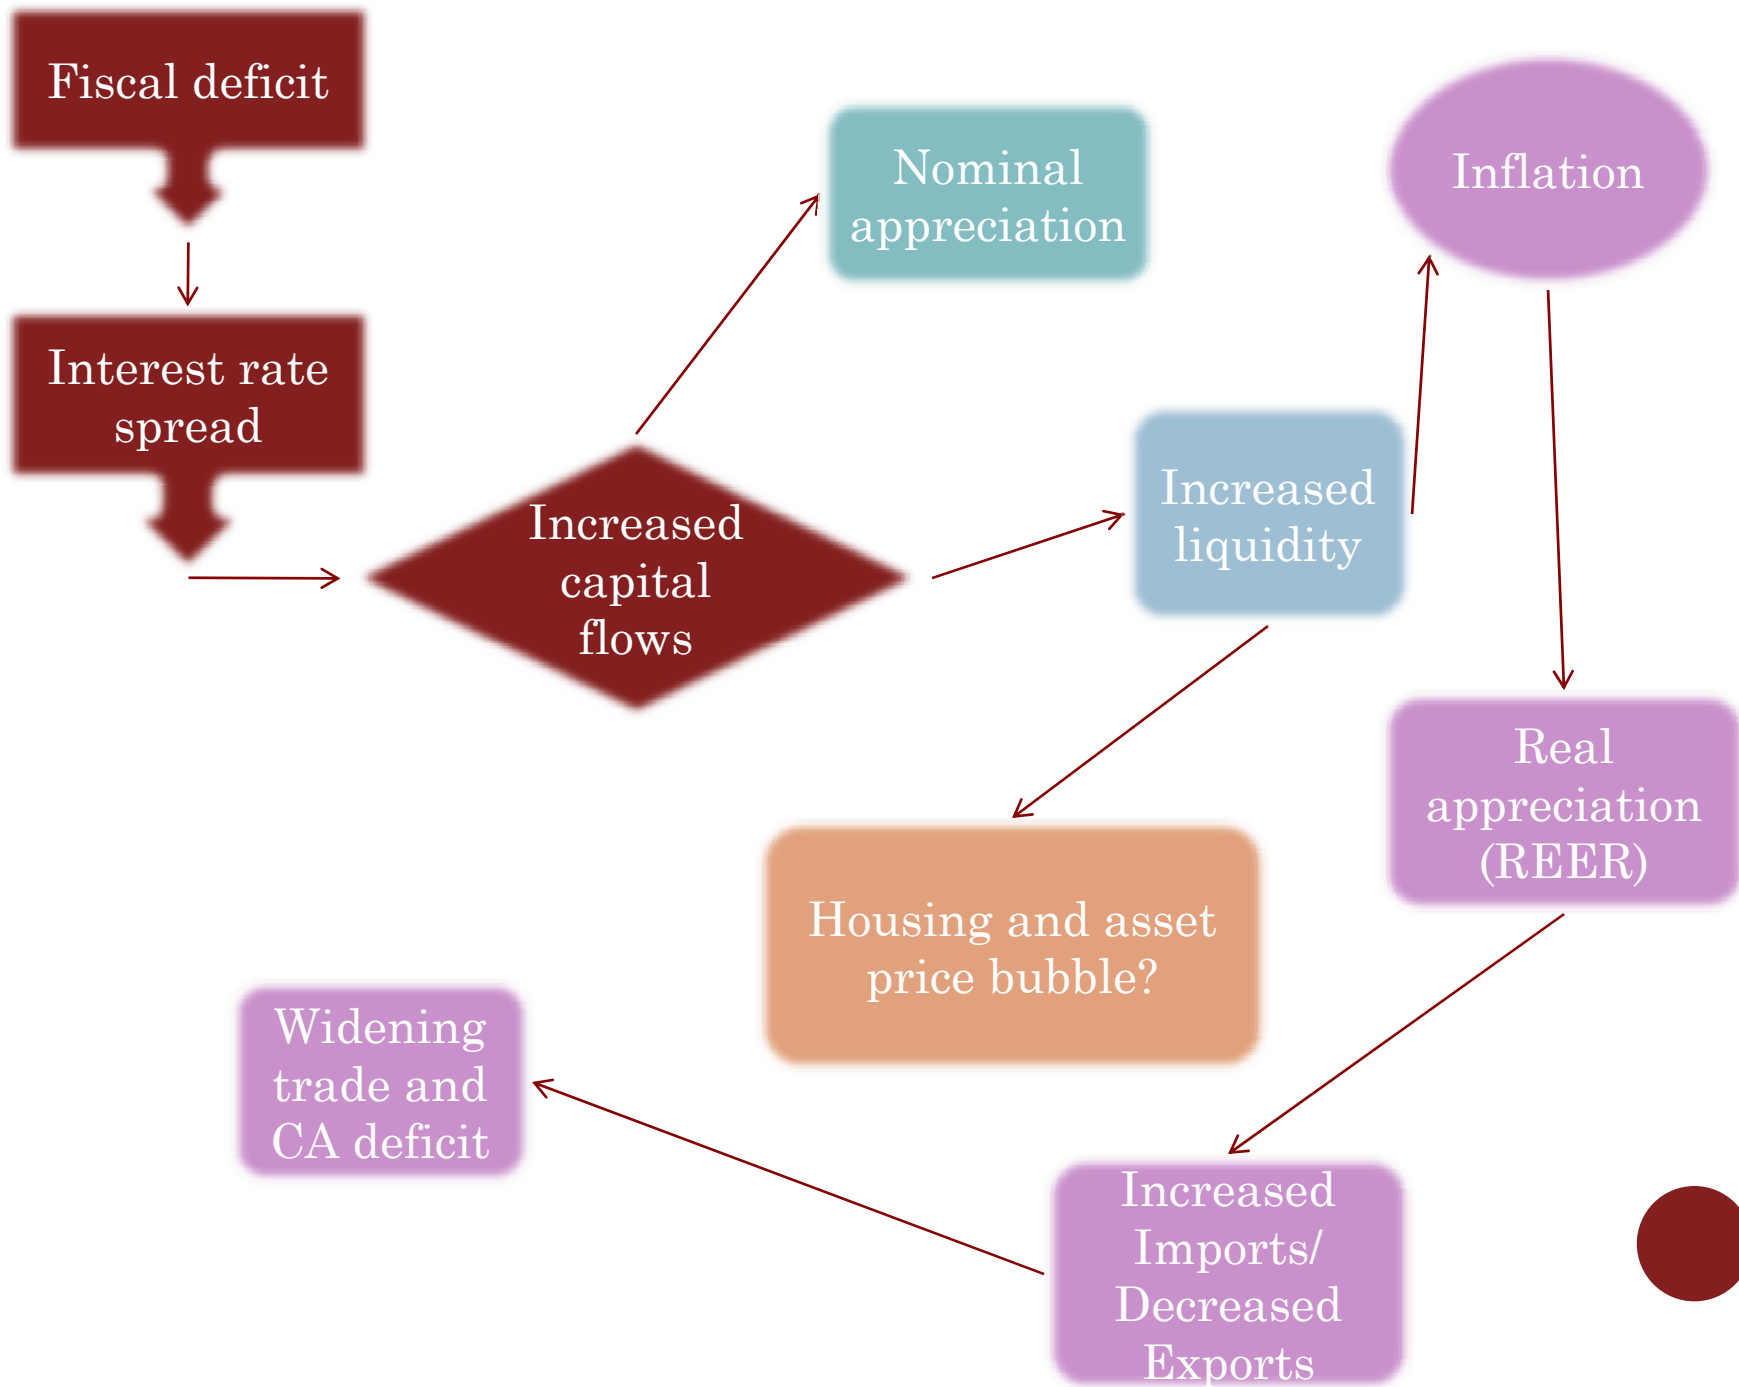 Fiscal deficit
Interest rate
spread
Increased
capital
flows
Nominal
appreciation
Increased
liquidity
Inflation
Real
appreciation
(REER)
Housing and asset
price bubble?
Increased
Imports/
Decreased
Exports
Widening
trade and
CA deficit